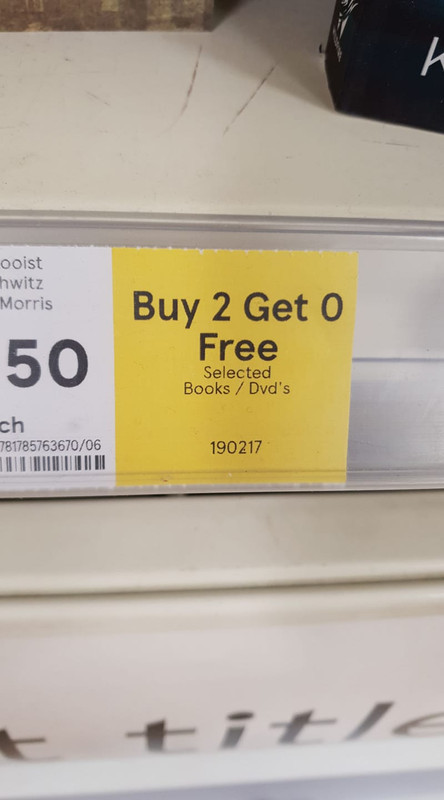 K
ooist
hwitz
Morris
50
ch
781785763670/06
Buy 2 Get 0
Free
Selected
Books / Dvd's
190217
t title